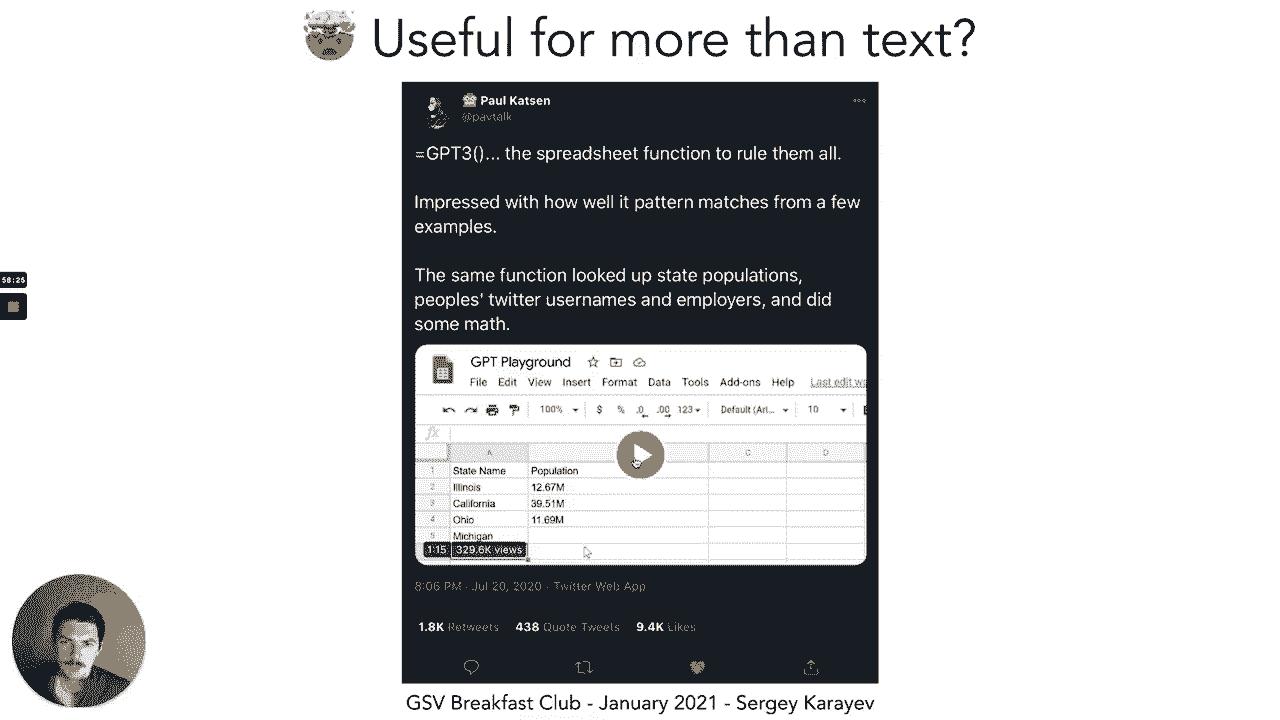 Useful for more than text?
Paul Katsen
@pavtalk
=GPT3()... the spreadsheet function to rule them all.
Impressed with how well it pattern matches from a few
examples.
The same function looked up state populations,
peoples' twitter usernames and employers, and did
some math.
GPT Playground
File Edit View Insert Format Data Tools Add-ons Help Last edit wa
100% $ % .0 .00 123 Default (Ari... 10
fx
A C D
1 State Name Population
2 Illinois 12.67M
3 California 39.51M
4 Ohio 11.69M
5 Michigan
1:15 329.6K views
8:06 PM · Jul 20, 2020 · Twitter Web App
1.8K Retweets 438 Quote Tweets 9.4K Likes
58:25
GSV Breakfast Club - January 2021 - Sergey Karayev